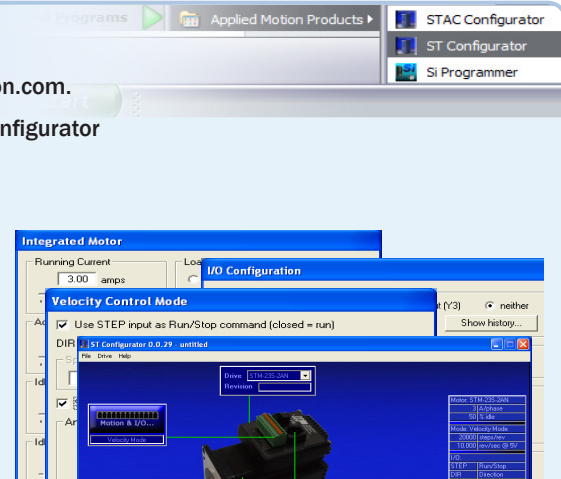 Programs
Applied Motion Products
STAC Configurator
ST Configurator
Si Programmer
on.com.
nfigurator
Integrated Motor
Running Current
Loa
3.00 amps
I/O Configuration
(Y3) neither
Show history...
Velocity Control Mode
Use STEP input as Run/Stop command (closed = run)
DIR
ST Configurator 0.0.29 - untitled
File Drive Help
Drive STM-23S-2AN
Revision
Motion & I/O...
Velocity Mode
Motor: STM-23S-2AN
3 A/phase
50 % idle
Mode: Velocity Mode
20000 steps/rev
10.000 rev/sec @ 5V
I/O:
STEP Run/Stop
DIR Direction